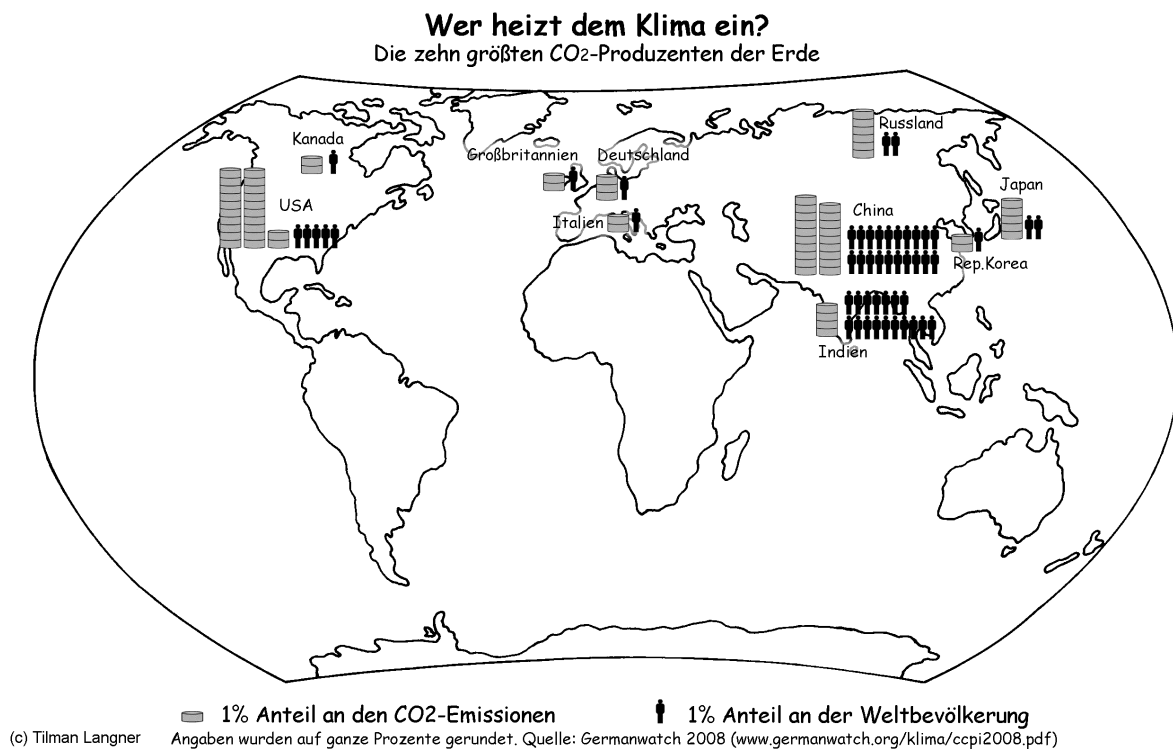 Wer heizt dem Klima ein?
Die zehn größten CO2-Produzenten der Erde
Kanada
Russland
Großbritannien
Deutschland
USA
Italien
China
Japan
Rep.Korea
Indien
1% Anteil an den CO2-Emissionen
1% Anteil an der Weltbevölkerung
(c) Tilman Langner
Angaben wurden auf ganze Prozente gerundet. Quelle: Germanwatch 2008 (www.germanwatch.org/klima/ccpi2008.pdf)